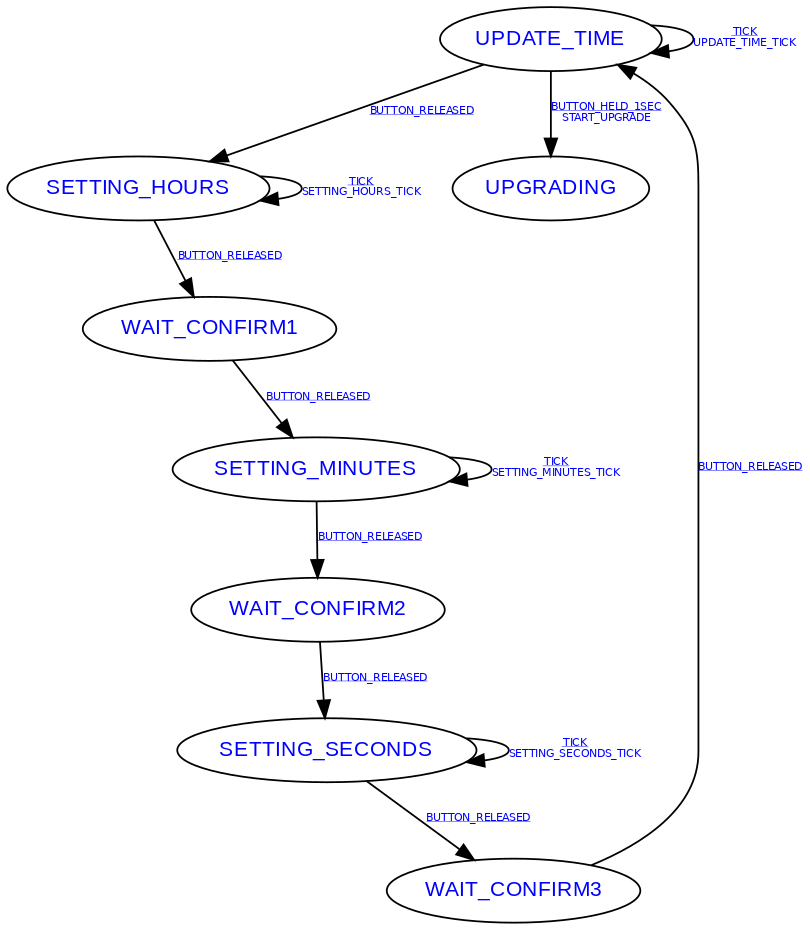 UPDATE_TIME
TICK
UPDATE_TIME_TICK
BUTTON_RELEASED
BUTTON_HELD_1SEC
START_UPGRADE
SETTING_HOURS
TICK
SETTING_HOURS_TICK
UPGRADING
BUTTON_RELEASED
WAIT_CONFIRM1
BUTTON_RELEASED
SETTING_MINUTES
TICK
SETTING_MINUTES_TICK
BUTTON_RELEASED
BUTTON_RELEASED
WAIT_CONFIRM2
BUTTON_RELEASED
SETTING_SECONDS
TICK
SETTING_SECONDS_TICK
BUTTON_RELEASED
WAIT_CONFIRM3